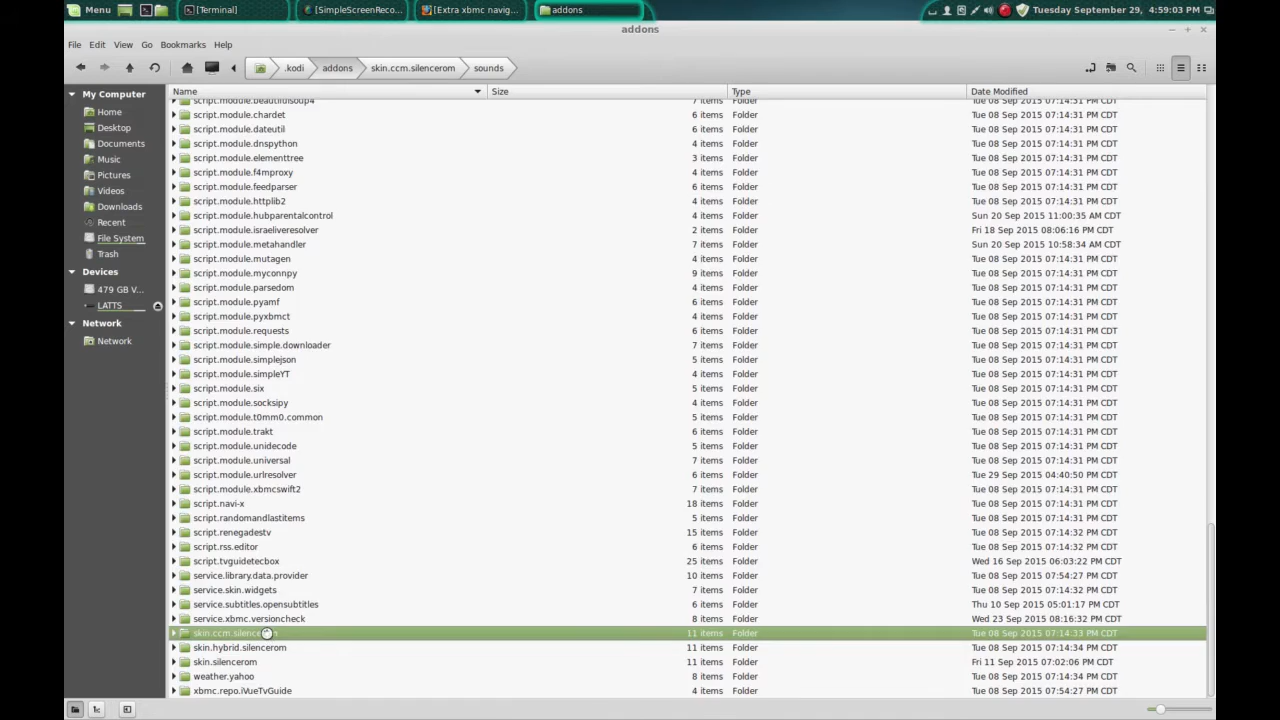 Menu [Terminal] [SimpleScreenReco... [Extra xbmc navig... addons Tuesday September 29, 4:59:03 PM
addons
File Edit View Go Bookmarks Help
.kodi addons skin.ccm.silencerom sounds
Name Size Type Date Modified
My Computer
Home
Desktop
Documents
Music
Pictures
Videos
Downloads
Recent
File System
Trash
Devices
479 GB V...
LATTS
Network
Network
script.module.beautifulsoup4 7 items Folder Tue 08 Sep 2015 07:14:31 PM CDT
script.module.chardet 6 items Folder Tue 08 Sep 2015 07:14:31 PM CDT
script.module.dateutil 6 items Folder Tue 08 Sep 2015 07:14:31 PM CDT
script.module.dnspython 4 items Folder Tue 08 Sep 2015 07:14:31 PM CDT
script.module.elementtree 3 items Folder Tue 08 Sep 2015 07:14:31 PM CDT
script.module.f4mproxy 4 items Folder Tue 08 Sep 2015 07:14:31 PM CDT
script.module.feedparser 6 items Folder Tue 08 Sep 2015 07:14:31 PM CDT
script.module.httplib2 4 items Folder Tue 08 Sep 2015 07:14:31 PM CDT
script.module.hubparentalcontrol 4 items Folder Sun 20 Sep 2015 11:00:35 AM CDT
script.module.israeliveresolver 2 items Folder Fri 18 Sep 2015 08:06:16 PM CDT
script.module.metahandler 7 items Folder Sun 20 Sep 2015 10:58:34 AM CDT
script.module.mutagen 4 items Folder Tue 08 Sep 2015 07:14:31 PM CDT
script.module.myconnpy 9 items Folder Tue 08 Sep 2015 07:14:31 PM CDT
script.module.parsedom 4 items Folder Tue 08 Sep 2015 07:14:31 PM CDT
script.module.pyamf 4 items Folder Tue 08 Sep 2015 07:14:31 PM CDT
script.module.pyxbmct 4 items Folder Tue 08 Sep 2015 07:14:31 PM CDT
script.module.requests 6 items Folder Tue 08 Sep 2015 07:14:31 PM CDT
script.module.simple.downloader 7 items Folder Tue 08 Sep 2015 07:14:31 PM CDT
script.module.simplejson 5 items Folder Tue 08 Sep 2015 07:14:31 PM CDT
script.module.simpleYT 4 items Folder Tue 08 Sep 2015 07:14:31 PM CDT
script.module.six 5 items Folder Tue 08 Sep 2015 07:14:31 PM CDT
script.module.socksipy 4 items Folder Tue 08 Sep 2015 07:14:31 PM CDT
script.module.t0mm0.common 5 items Folder Tue 08 Sep 2015 07:14:31 PM CDT
script.module.trakt 6 items Folder Tue 08 Sep 2015 07:14:31 PM CDT
script.module.unidecode 5 items Folder Tue 08 Sep 2015 07:14:31 PM CDT
script.module.universal 7 items Folder Tue 08 Sep 2015 07:14:31 PM CDT
script.module.urlresolver 6 items Folder Tue 29 Sep 2015 04:40:50 PM CDT
script.module.xbmcswift2 7 items Folder Tue 08 Sep 2015 07:14:31 PM CDT
script.navi-x 18 items Folder Tue 08 Sep 2015 07:14:31 PM CDT
script.randomandlastitems 5 items Folder Tue 08 Sep 2015 07:14:31 PM CDT
script.renegadestv 15 items Folder Tue 08 Sep 2015 07:14:32 PM CDT
script.rss.editor 6 items Folder Tue 08 Sep 2015 07:14:32 PM CDT
script.tvguidetecbox 25 items Folder Wed 16 Sep 2015 06:03:22 PM CDT
service.library.data.provider 10 items Folder Tue 08 Sep 2015 07:54:27 PM CDT
service.skin.widgets 7 items Folder Tue 08 Sep 2015 07:14:32 PM CDT
service.subtitles.opensubtitles 6 items Folder Thu 10 Sep 2015 05:01:17 PM CDT
service.xbmc.versioncheck 8 items Folder Wed 23 Sep 2015 08:16:32 PM CDT
skin.ccm.silencerom 11 items Folder Tue 08 Sep 2015 07:14:33 PM CDT
skin.hybrid.silencerom 11 items Folder Tue 08 Sep 2015 07:14:34 PM CDT
skin.silencerom 11 items Folder Fri 11 Sep 2015 07:02:06 PM CDT
weather.yahoo 8 items Folder Tue 08 Sep 2015 07:14:34 PM CDT
xbmc.repo.iVueTvGuide 4 items Folder Tue 08 Sep 2015 07:54:27 PM CDT